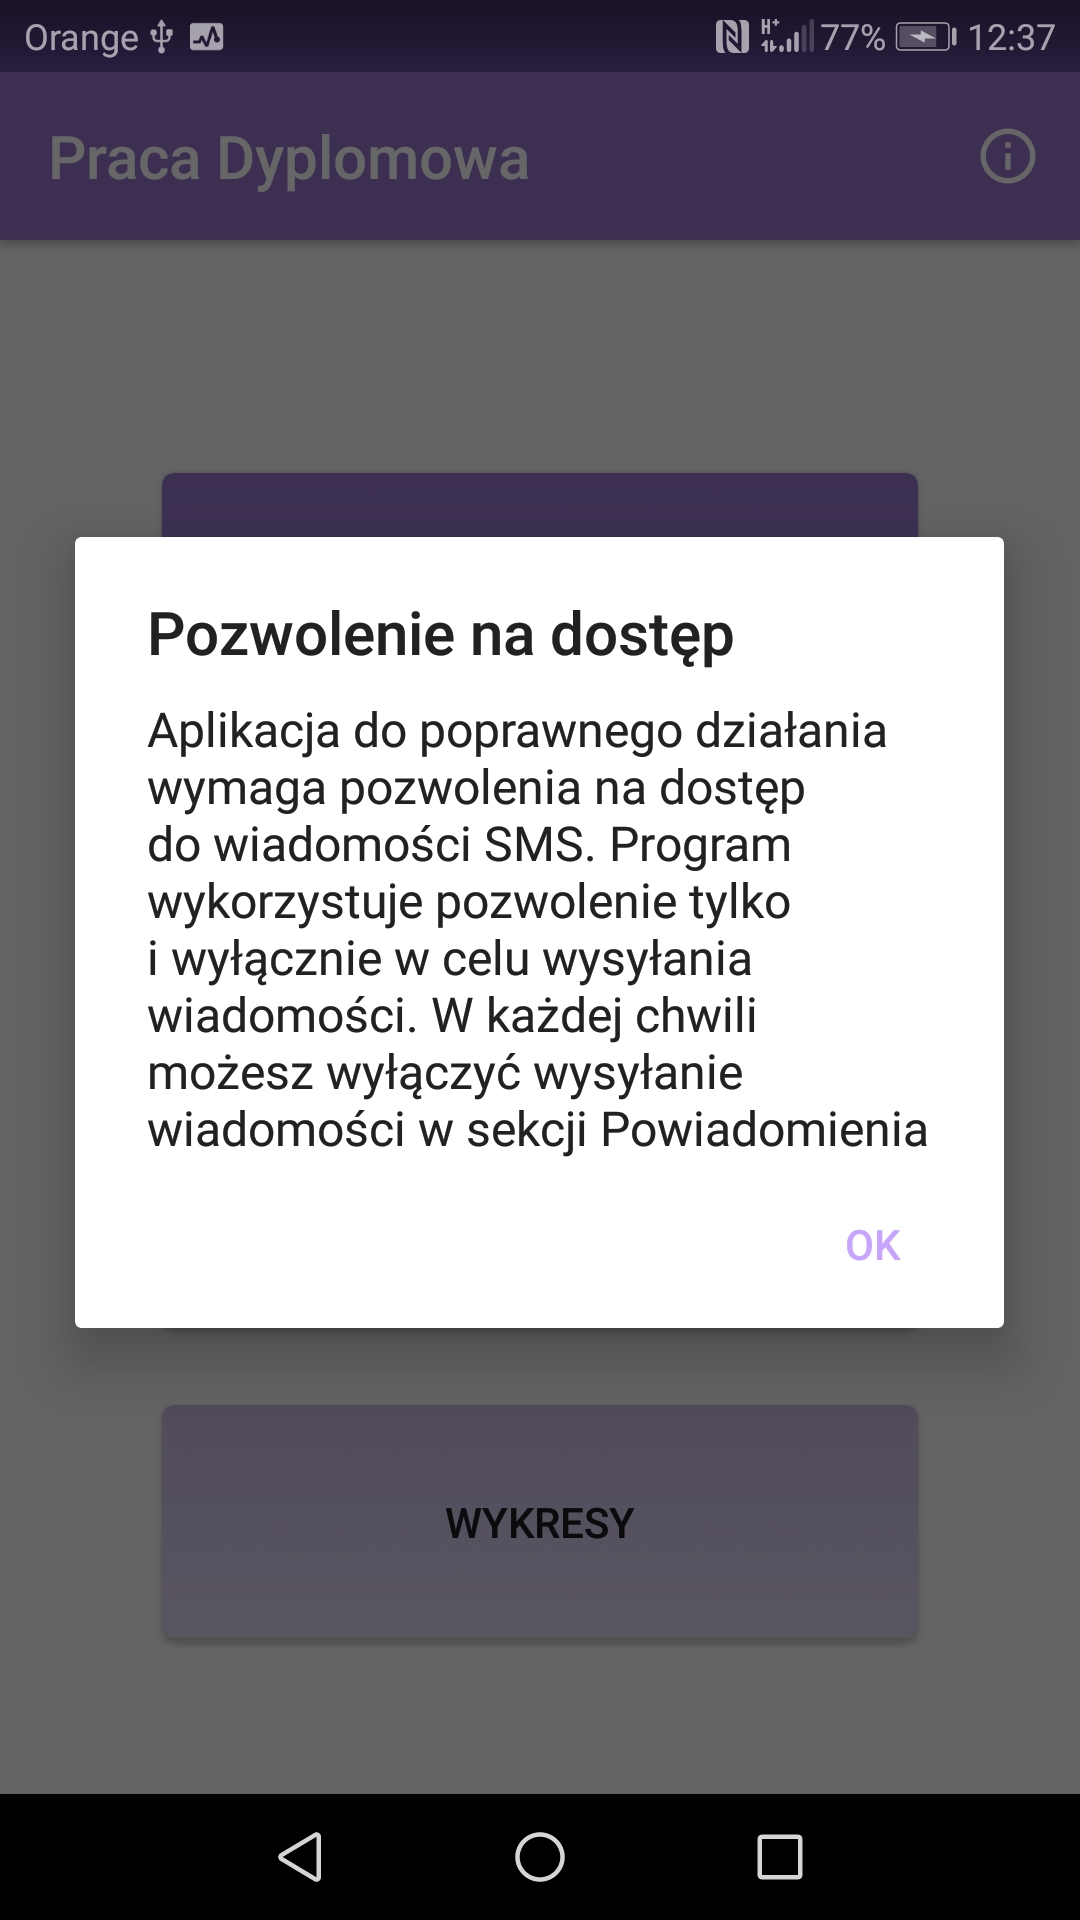 Orange 77% 12:37
Praca Dyplomowa
Pozwolenie na dostęp
Aplikacja do poprawnego działania
wymaga pozwolenia na dostęp
do wiadomości SMS. Program
wykorzystuje pozwolenie tylko
i wyłącznie w celu wysyłania
wiadomości. W każdej chwili
możesz wyłączyć wysyłanie
wiadomości w sekcji Powiadomienia
OK
WYKRESY